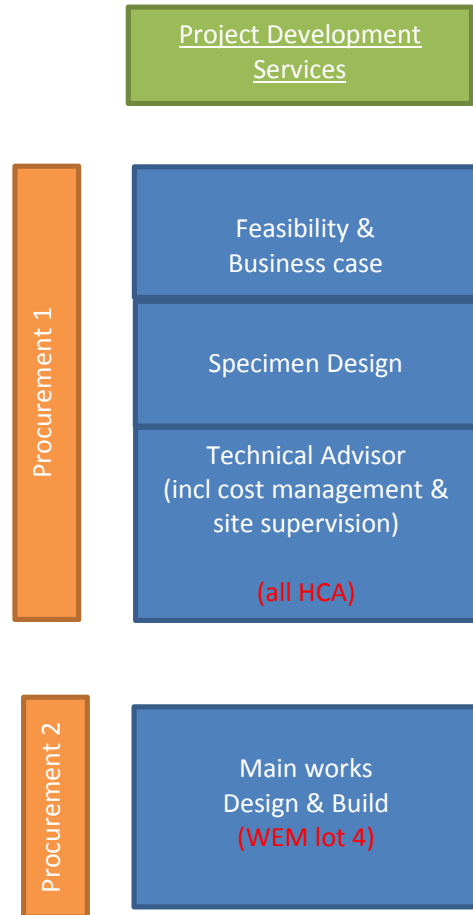 Project Development
Services
Procurement 1
Feasibility &
Business case
Specimen Design
Technical Advisor
(incl cost management &
site supervision)
(all HCA)
Procurement 2
Main works
Design & Build
(WEM lot 4)